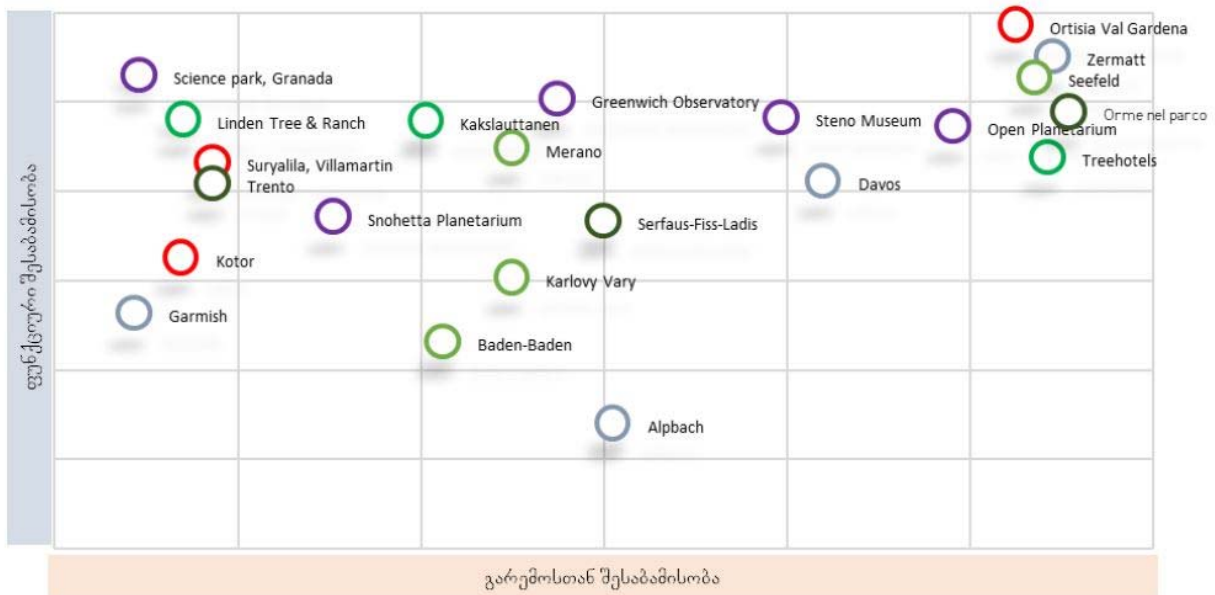 Ortisia Val Gardena
Zermatt
Science park, Granada
Seefeld
Greenwich Observatory
Orme nel parco
Linden Tree & Ranch
Kakslauttanen
Steno Museum
Open Planetarium
Merano
Treehotels
Suryalila, Villamartin
Trento
Davos
Snohetta Planetarium
Serfaus-Fiss-Ladis
Kotor
Karlovy Vary
Garmish
Baden-Baden
Alpbach
ფუნქციური შესაბამისობა
გარემოსთან შესაბამისობა